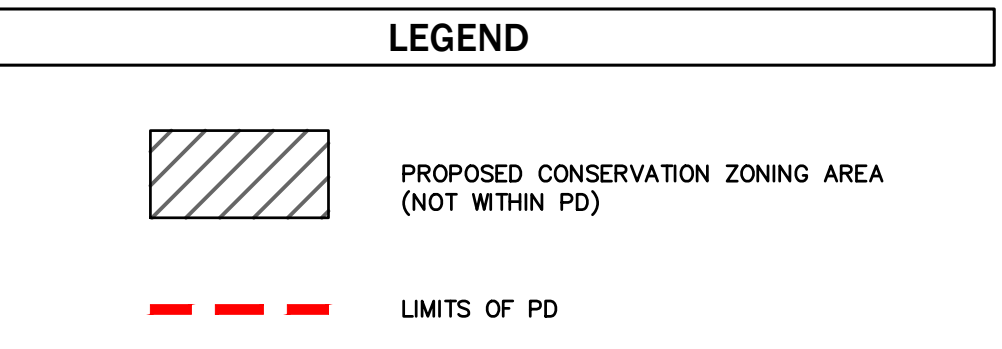 LEGEND
PROPOSED CONSERVATION ZONING AREA
(NOT WITHIN PD)
LIMITS OF PD